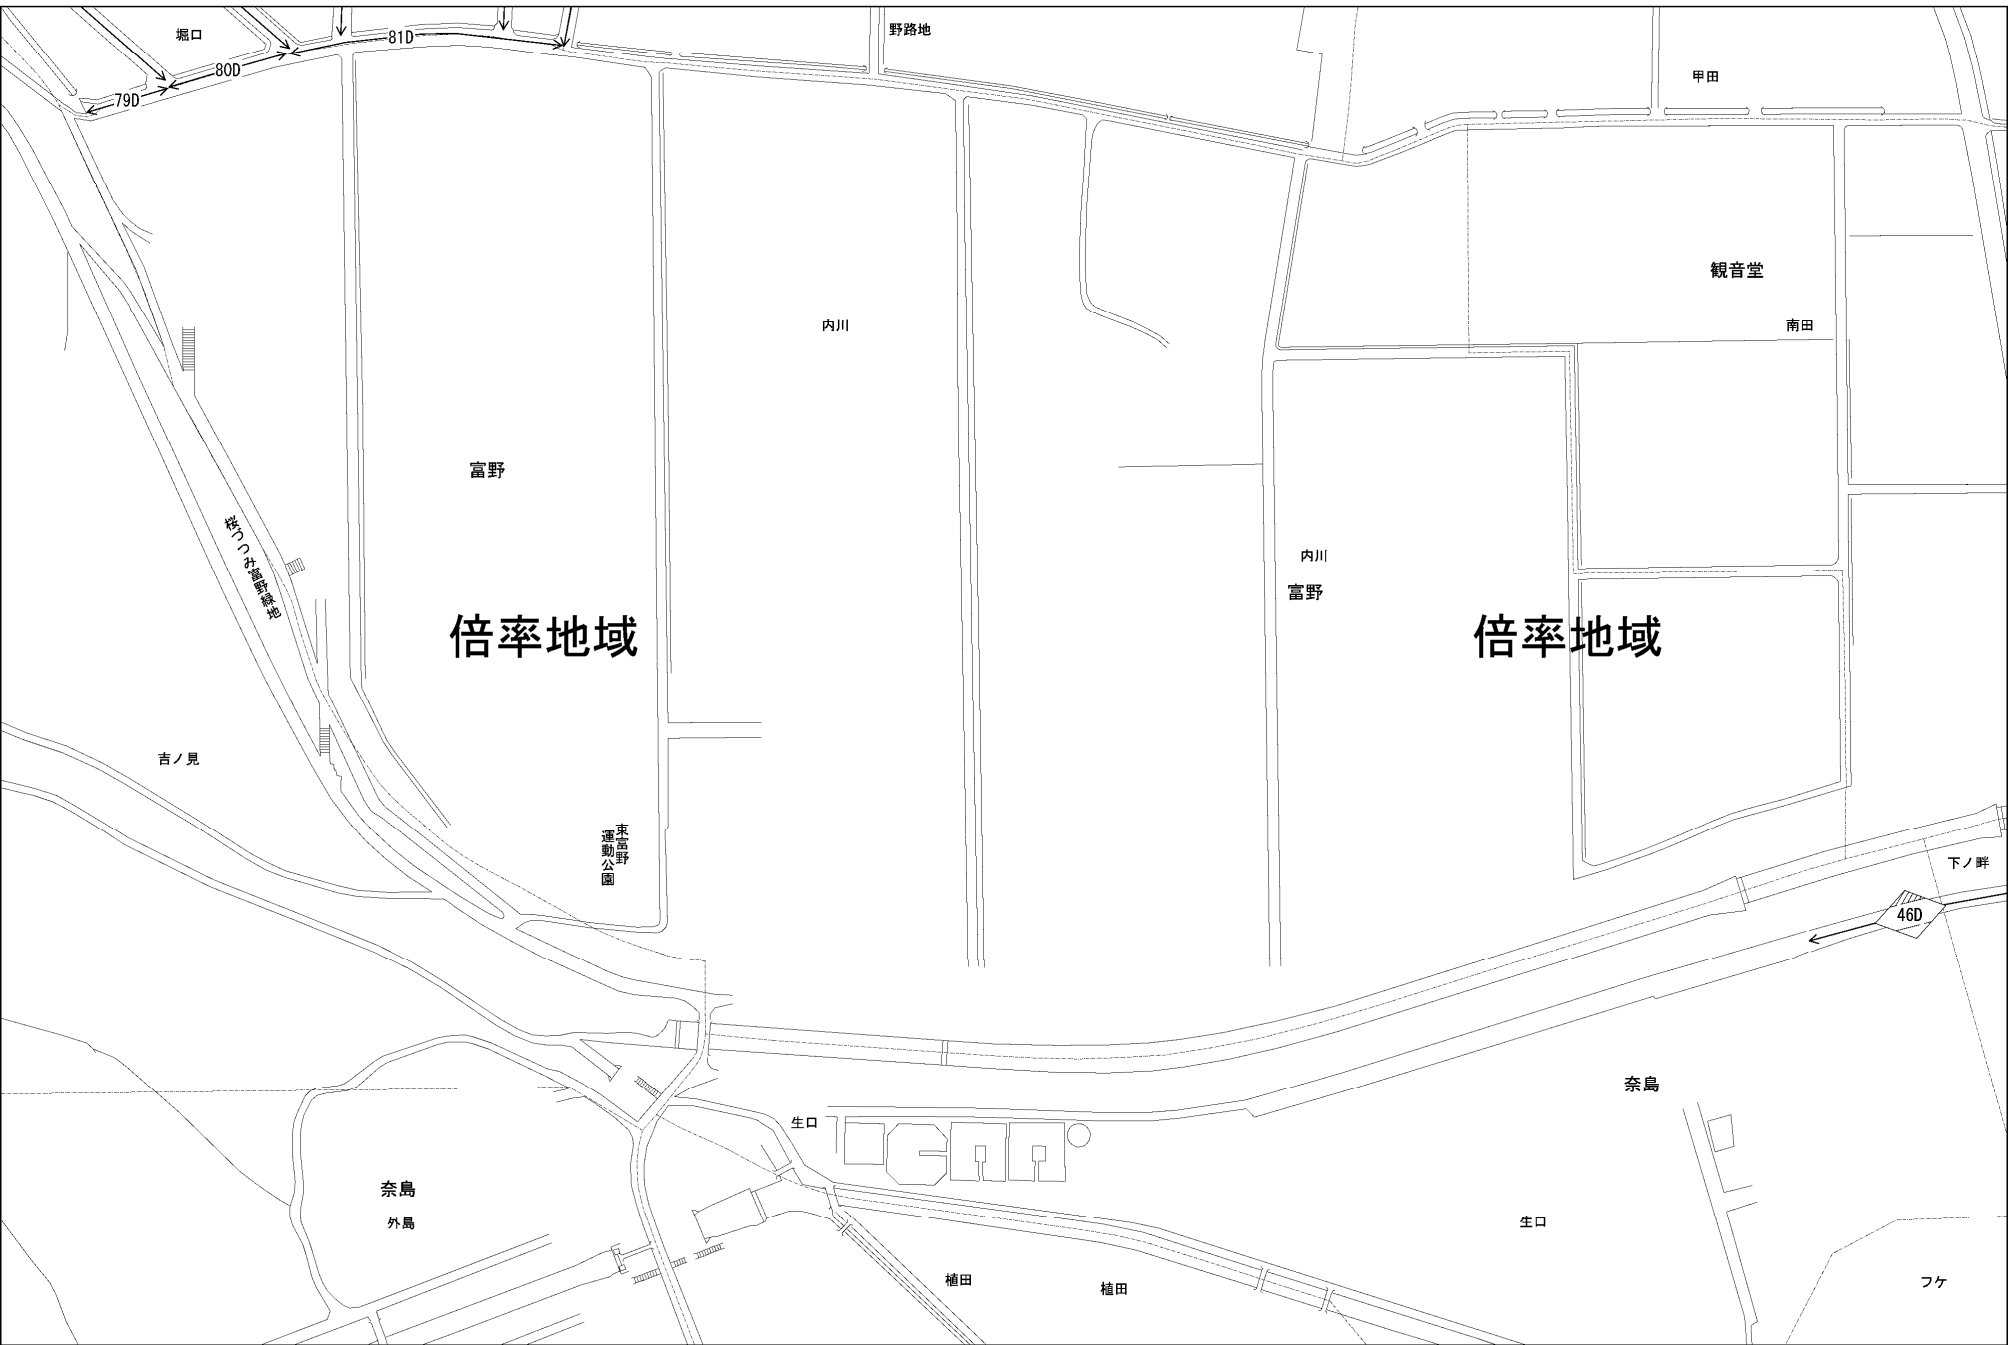 堀口
81D
野路地
80D
甲田
79D
観音堂
内川
南田
富野
桜づつみ富野緑地
内川
富野
倍率地域
倍率地域
吉ノ見
東富野
運動公園
下ノ畔
46D
奈島
生口
奈島
外島
生口
植田
植田
フケ